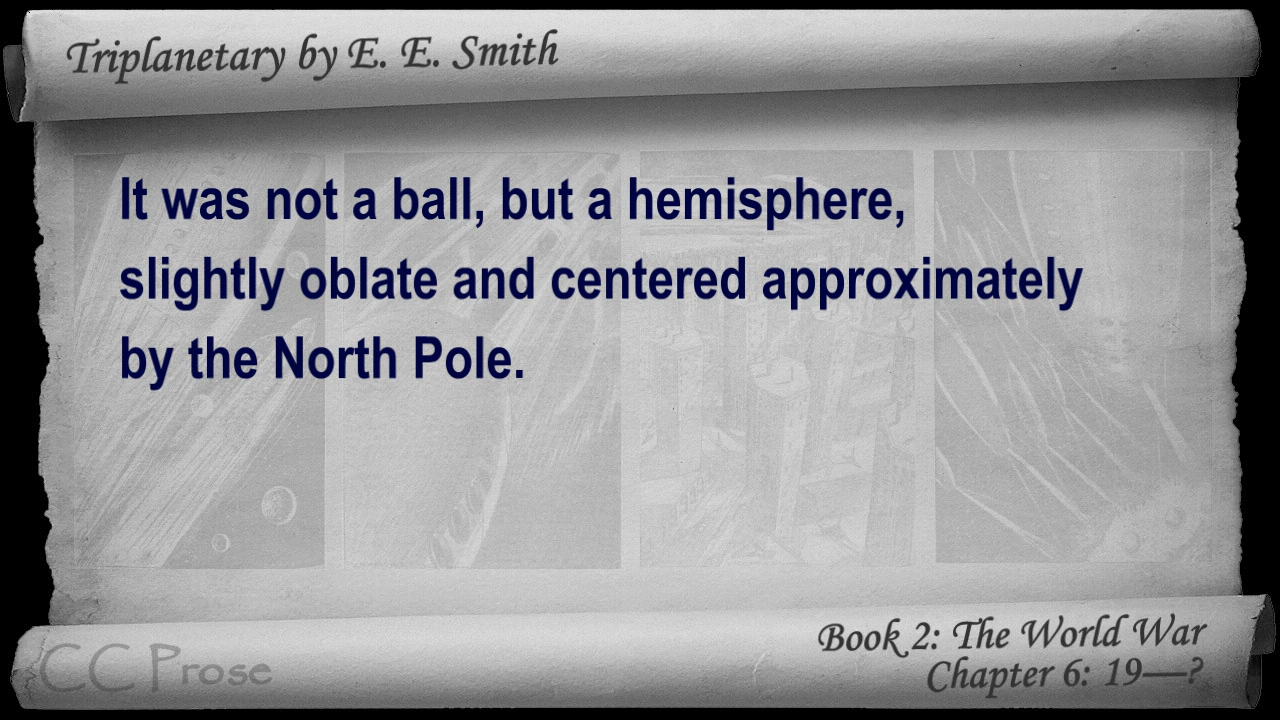 Triplanetary by E. E. Smith
It was not a ball, but a hemisphere,
slightly oblate and centered approximately
by the North Pole.
Book 2: The World War
Chapter 6: 19—?
CC Prose